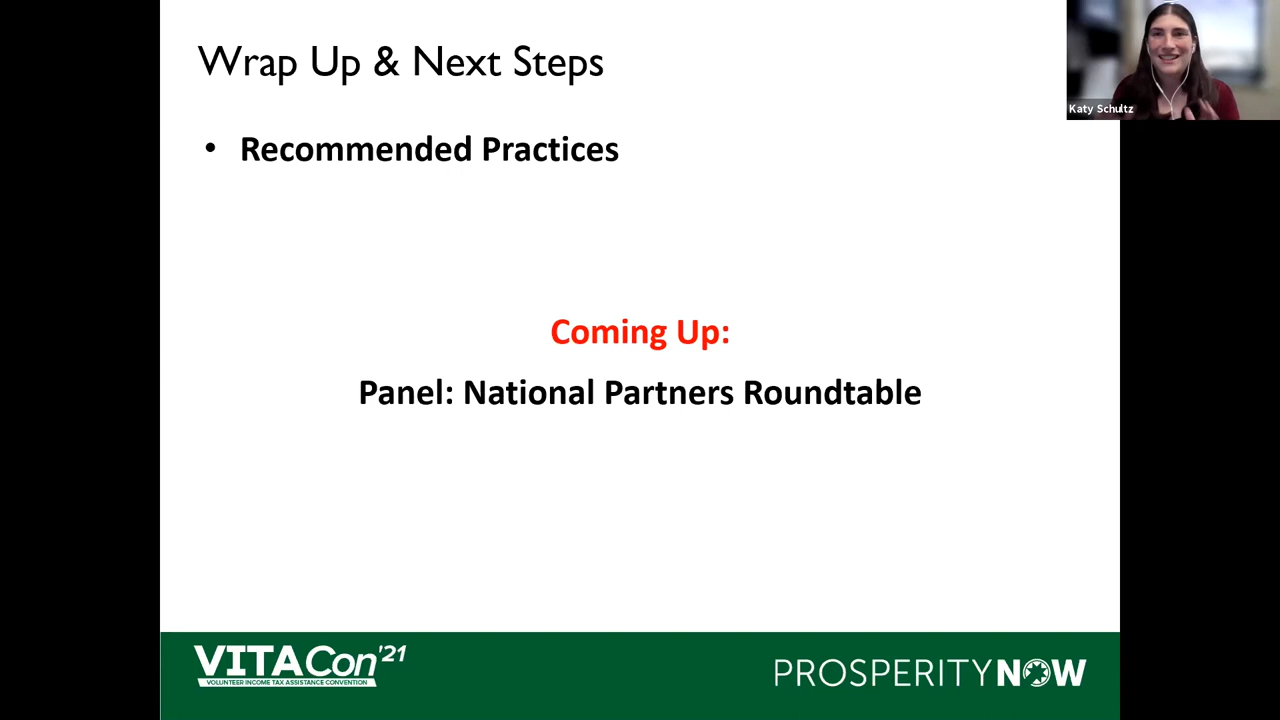 Wrap Up & Next Steps
Katy Schultz
• Recommended Practices
Coming Up:
Panel: National Partners Roundtable
VITACon'21
VOLUNTEER INCOME TAX ASSISTANCE CONVENTION
PROSPERITY NOW